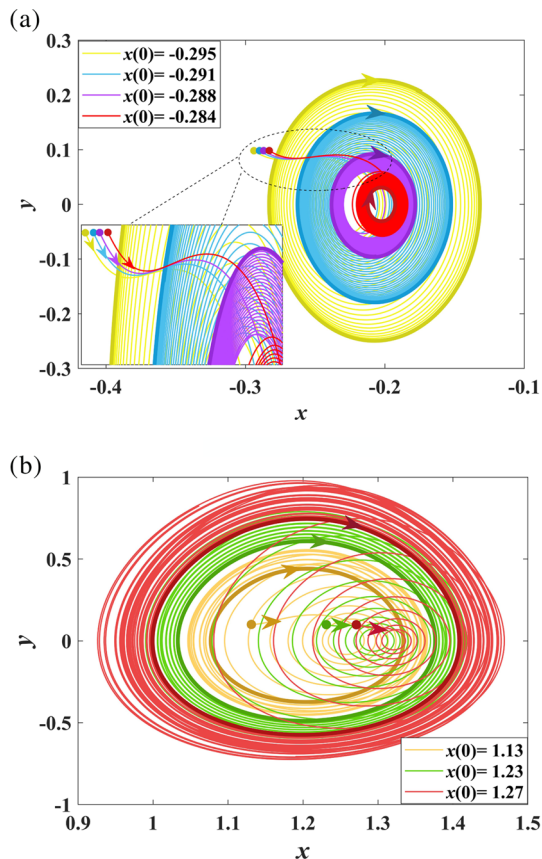 (a)
0.3
0.2
0.1
0
-0.1
-0.2
-0.3
y
x(0)= -0.295
x(0)= -0.291
x(0)= -0.288
x(0)= -0.284
-0.4
-0.3
-0.2
-0.1
x
(b)
1
0.5
0
-0.5
-1
y
x(0)= 1.13
x(0)= 1.23
x(0)= 1.27
0.9
1
1.1
1.2
1.3
1.4
1.5
x